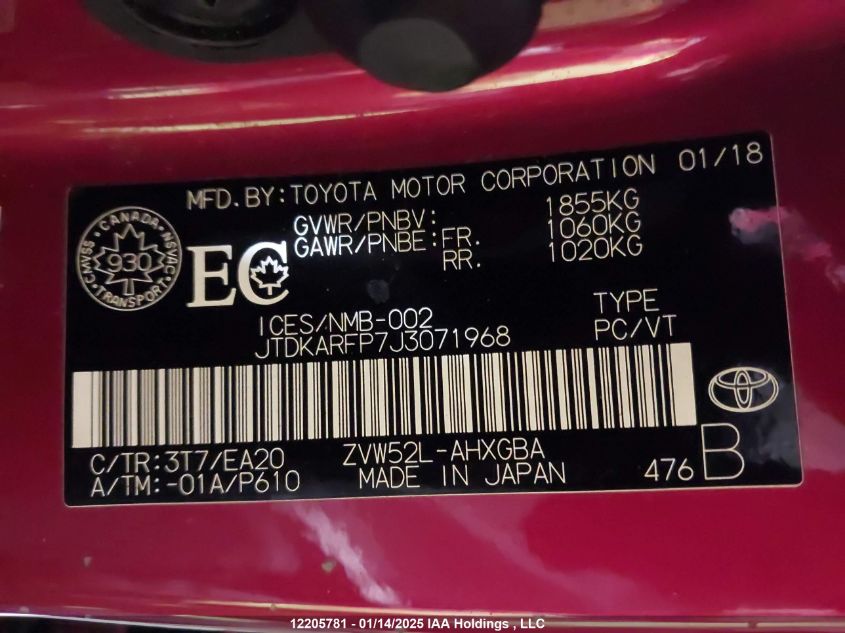 MFD.BY:TOYOTA MOTOR CORPORATION 01/18
GVWR/PNBV: 1855KG
GAWR/PNBE:FR. 1060KG
RR. 1020KG
CANADA
CMVSS 930 NSVAC
TRANSPORT
EC
ICES/NMB-002
TYPE
JTDKARFP7J3071968
PC/VT
C/TR:3T7/EA20 ZVW52L-AHXGBA
A/TM:-01A/P610 MADE IN JAPAN 476 B
12205781 - 01/14/2025 IAA Holdings , LLC